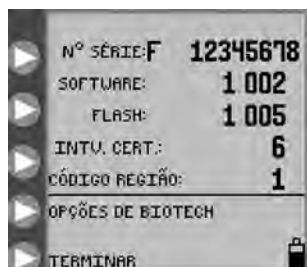 Nº SÉRIE:F 12345678
SOFTWARE: 1 002
FLASH: 1 005
INTV. CERT.: 6
CÓDIGO REGIÃO: 1
OPÇÕES DE BIOTECH
TERMINAR